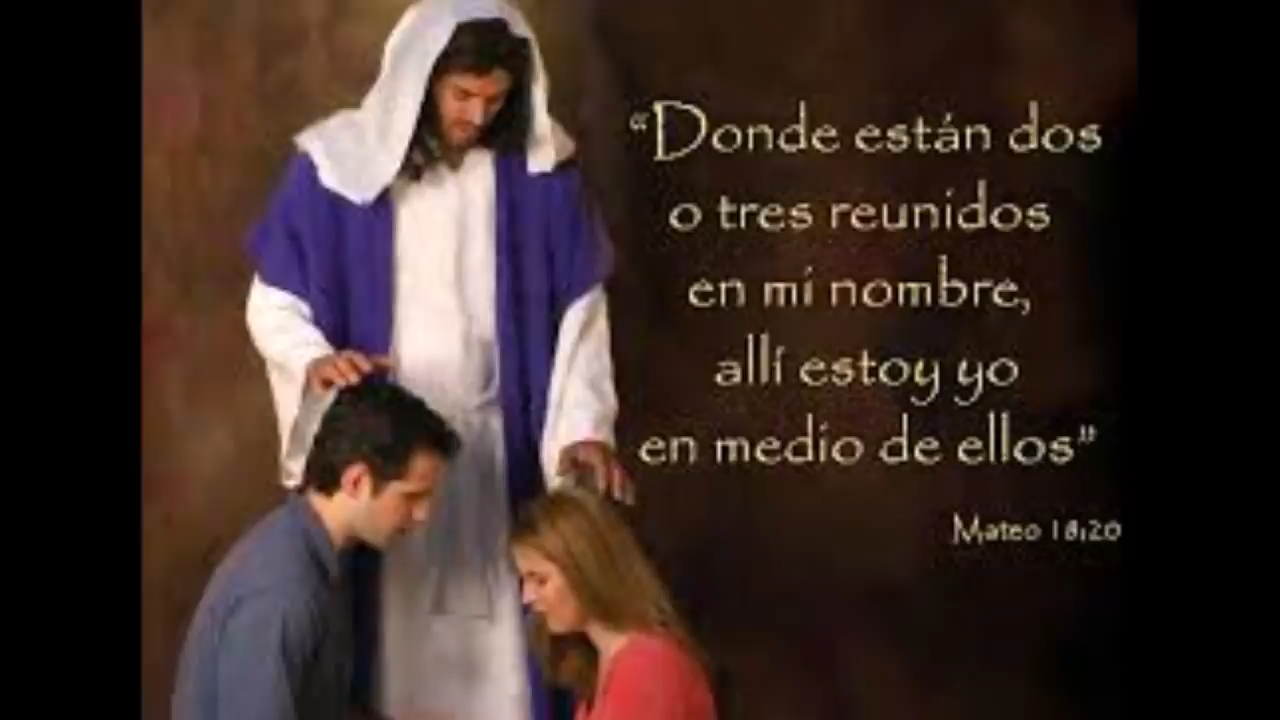 “Donde están dos
o tres reunidos
en mi nombre,
allí estoy yo
en medio de ellos”
Mateo 18:20